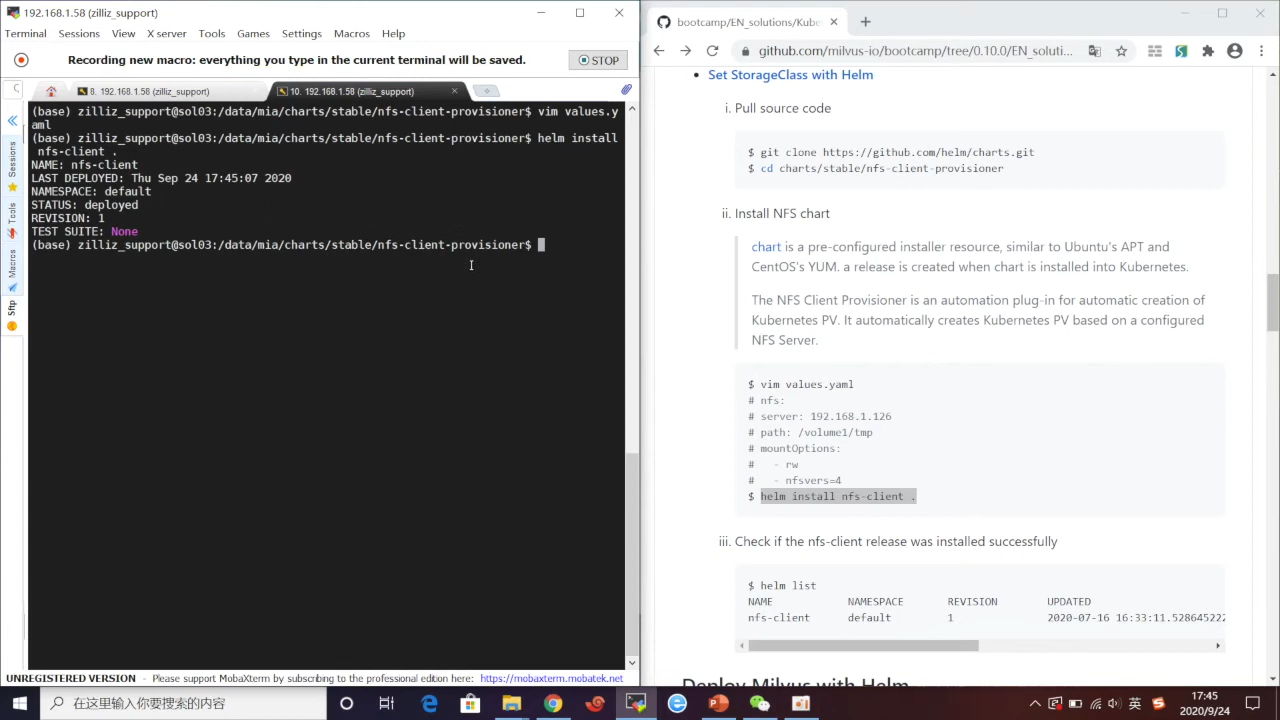 192.168.1.58 (zilliz_support)
Terminal Sessions View X server Tools Games Settings Macros Help
Recording new macro: everything you type in the current terminal will be saved.
STOP
8. 192.168.1.58 (zilliz_support)
10. 192.168.1.58 (zilliz_support)
Sessions
Tools
Macros
Sftp
(base) zilliz_support@sol03:/data/mia/charts/stable/nfs-client-provisioner$ vim values.y
aml
(base) zilliz_support@sol03:/data/mia/charts/stable/nfs-client-provisioner$ helm install
nfs-client .
NAME: nfs-client
LAST DEPLOYED: Thu Sep 24 17:45:07 2020
NAMESPACE: default
STATUS: deployed
REVISION: 1
TEST SUITE: None
(base) zilliz_support@sol03:/data/mia/charts/stable/nfs-client-provisioner$
UNREGISTERED VERSION - Please support MobaXterm by subscribing to the professional edition here: https://mobaxterm.mobatek.net
bootcamp/EN_solutions/Kube
github.com/milvus-io/bootcamp/tree/0.10.0/EN_soluti...
Set StorageClass with Helm
i. Pull source code
$ git clone https://github.com/helm/charts.git
$ cd charts/stable/nfs-client-provisioner
ii. Install NFS chart
chart is a pre-configured installer resource, similar to Ubuntu's APT and
CentOS's YUM. a release is created when chart is installed into Kubernetes.
The NFS Client Provisioner is an automation plug-in for automatic creation of
Kubernetes PV. It automatically creates Kubernetes PV based on a configured
NFS Server.
$ vim values.yaml
# nfs:
# server: 192.168.1.126
# path: /volume1/tmp
# mountOptions:
# - rw
# - nfsvers=4
$ helm install nfs-client .
iii. Check if the nfs-client release was installed successfully
$ helm list
NAME NAMESPACE REVISION UPDATED
nfs-client default 1 2020-07-16 16:33:11.528645222
Deploy Milvus with Helm
在这里输入你要搜索的内容
英
17:45
2020/9/24